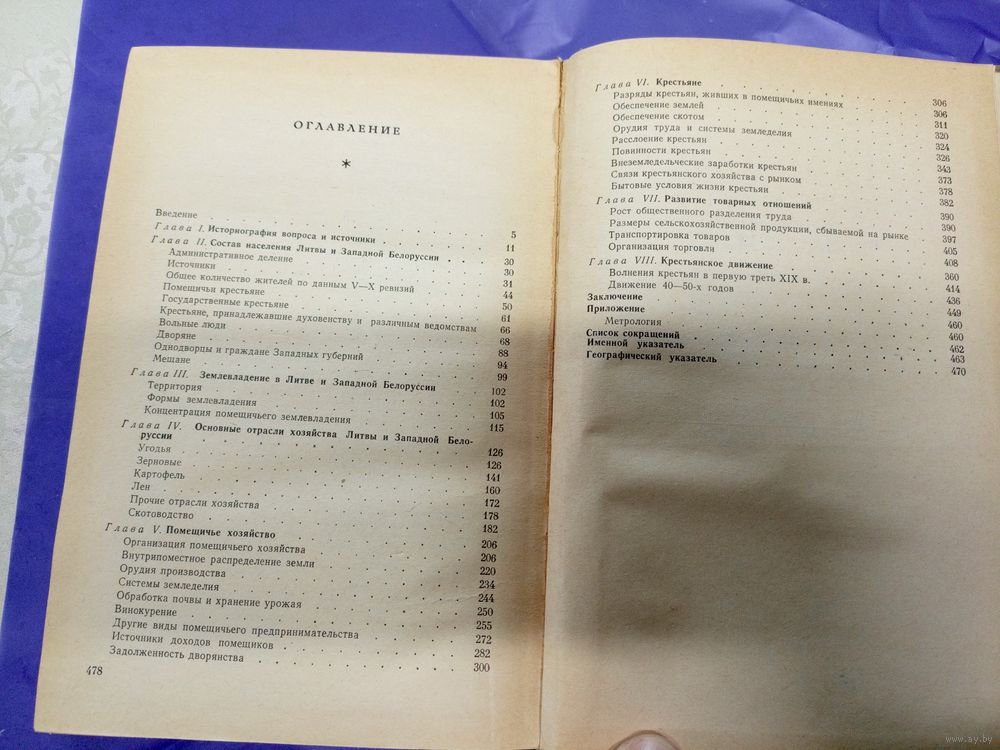 ОГЛАВЛЕНИЕ
*
Введение 5
Глава I. Историография вопроса и источники 11
Глава II. Состав населения Литвы и Западной Белоруссии 30
Административное деление 30
Источники 31
Общее количество жителей по данным V—X ревизий 44
Помещичьи крестьяне 50
Государственные крестьяне 61
Крестьяне, принадлежавшие духовенству и различным ведомствам 66
Вольные люди 68
Дворяне 88
Однодворцы и граждане Западных губерний 94
Мещане 99
Глава III. Землевладение в Литве и Западной Белоруссии 102
Территория 102
Формы землевладения 105
Концентрация помещичьего землевладения 115
Глава IV. Основные отрасли хозяйства Литвы и Западной Бело-
руссии 126
Угодья 126
Зерновые 141
Картофель 160
Лен 172
Прочие отрасли хозяйства 178
Скотоводство 182
Глава V. Помещичье хозяйство 206
Организация помещичьего хозяйства 206
Внутрипоместное распределение земли 220
Орудия производства 234
Системы земледелия 244
Обработка почвы и хранение урожая 250
Винокурение 255
Другие виды помещичьего предпринимательства 272
Источники доходов помещиков 282
Задолженность дворянства 300
478
Глава VI. Крестьяне 306
Разряды крестьян, живших в помещичьих имениях 306
Обеспечение землей 311
Обеспечение скотом 320
Орудия труда и системы земледелия 324
Расслоение крестьян 326
Повинности крестьян 343
Внеземледельческие заработки крестьян 373
Связи крестьянского хозяйства с рынком 378
Бытовые условия жизни крестьян 382
Глава VII. Развитие товарных отношений 390
Рост общественного разделения труда 390
Размеры сельскохозяйственной продукции, сбываемой на рынке 397
Транспортировка товаров 405
Организация торговли 408
Глава VIII. Крестьянское движение 360
Волнения крестьян в первую треть XIX в. 414
Движение 40—50-х годов 436
Заключение 449
Приложение 460
Метрология 460
Список сокращений 462
Именной указатель 463
Географический указатель 470
www.ay.by